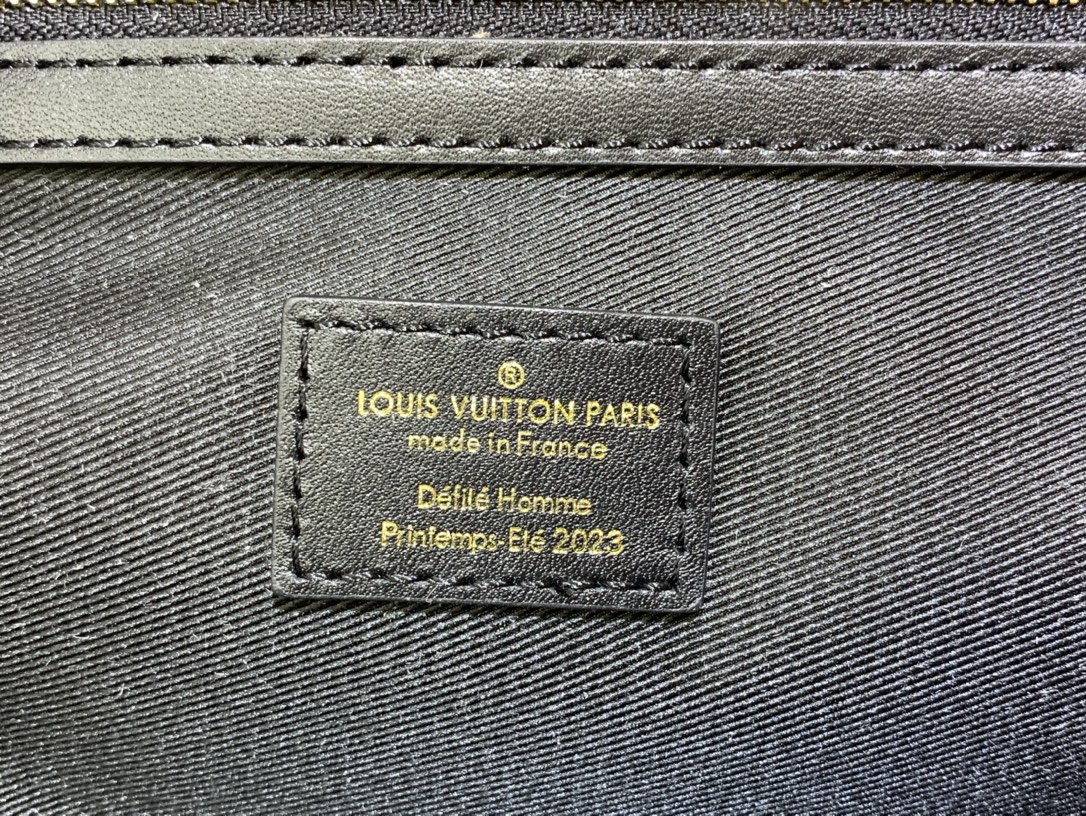 ®
LOUIS VUITTON PARIS
made in France
Défilé Homme
Printemps-Eté 2023